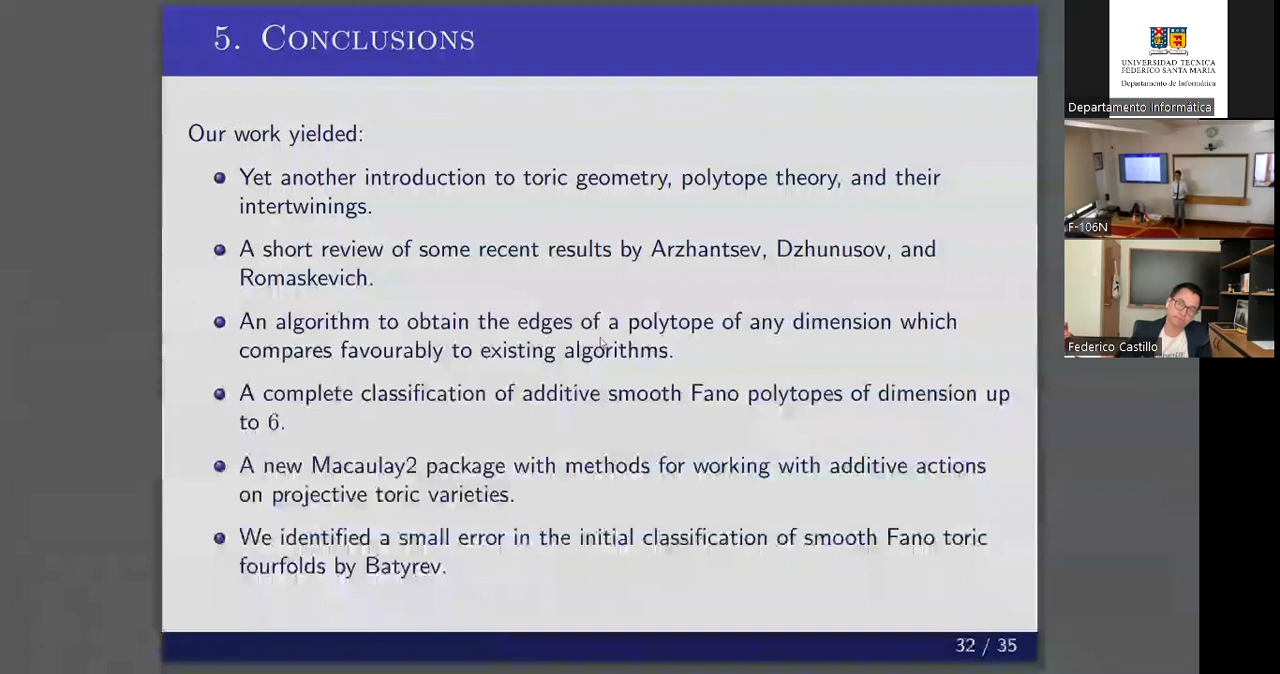 5. Conclusions
Our work yielded:
Yet another introduction to toric geometry, polytope theory, and their
intertwinings.
A short review of some recent results by Arzhantsev, Dzhunusov, and
Romaskevich.
An algorithm to obtain the edges of a polytope of any dimension which
compares favourably to existing algorithms.
A complete classification of additive smooth Fano polytopes of dimension up
to 6.
A new Macaulay2 package with methods for working with additive actions
on projective toric varieties.
We identified a small error in the initial classification of smooth Fano toric
fourfolds by Batyrev.
32 / 35
UNIVERSIDAD TECNICA
FEDERICO SANTA MARIA
Departamento de Informática
Departamento Informática
F-106N
Federico Castillo